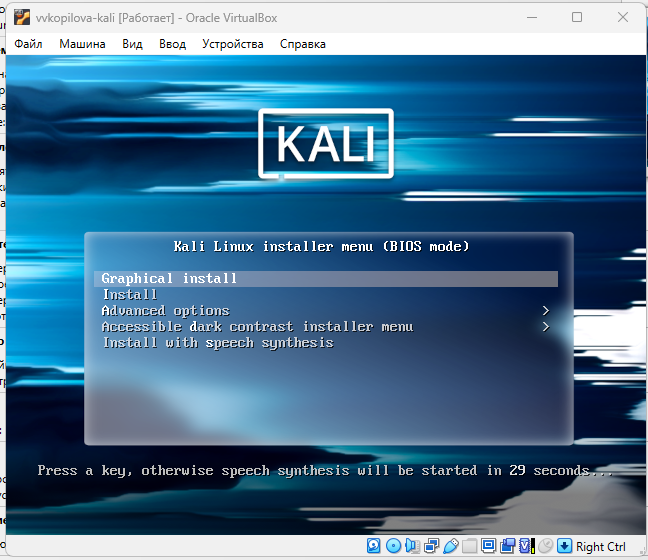 vvkopilova-kali [Работает] - Oracle VirtualBox
Файл Машина Вид Ввод Устройства Справка
KALI
Kali Linux installer menu (BIOS mode)
Graphical install
Install
Advanced options >
Accessible dark contrast installer menu >
Install with speech synthesis
Press a key, otherwise speech synthesis will be started in 29 seconds...
Right Ctrl